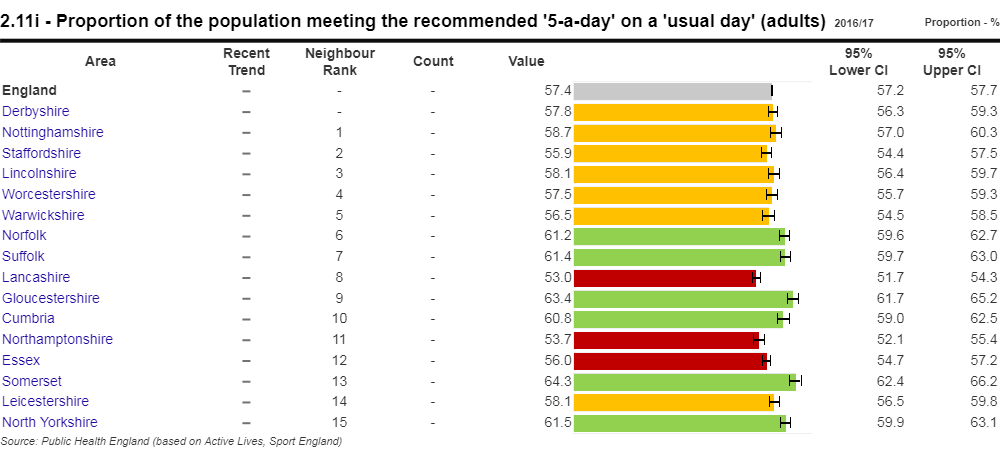 2.11i - Proportion of the population meeting the recommended '5-a-day' on a 'usual day' (adults) 2016/17 Proportion - %
Area Recent Trend Neighbour Rank Count Value 95% Lower CI 95% Upper CI
England – - - 57.4 57.2 57.7
Derbyshire – - - 57.8 56.3 59.3
Nottinghamshire – 1 - 58.7 57.0 60.3
Staffordshire – 2 - 55.9 54.4 57.5
Lincolnshire – 3 - 58.1 56.4 59.7
Worcestershire – 4 - 57.5 55.7 59.3
Warwickshire – 5 - 56.5 54.5 58.5
Norfolk – 6 - 61.2 59.6 62.7
Suffolk – 7 - 61.4 59.7 63.0
Lancashire – 8 - 53.0 51.7 54.3
Gloucestershire – 9 - 63.4 61.7 65.2
Cumbria – 10 - 60.8 59.0 62.5
Northamptonshire – 11 - 53.7 52.1 55.4
Essex – 12 - 56.0 54.7 57.2
Somerset – 13 - 64.3 62.4 66.2
Leicestershire – 14 - 58.1 56.5 59.8
North Yorkshire – 15 - 61.5 59.9 63.1
Source: Public Health England (based on Active Lives, Sport England)